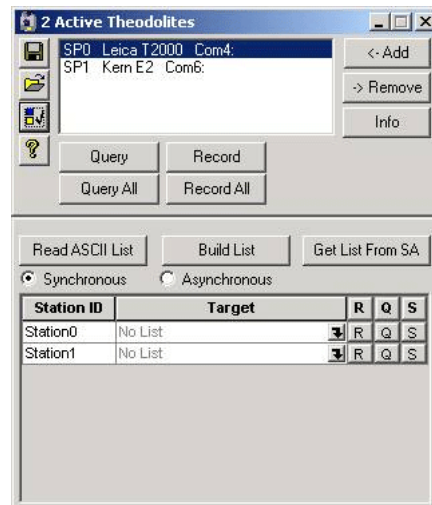 2 Active Theodolites
SP0 Leica T2000 Com4:
SP1 Kern E2 Com6:
<- Add
-> Remove
Info
Query Record
Query All Record All
Read ASCII List Build List Get List From SA
Synchronous Asynchronous
Station ID Target R Q S
Station0 No List R Q S
Station1 No List R Q S